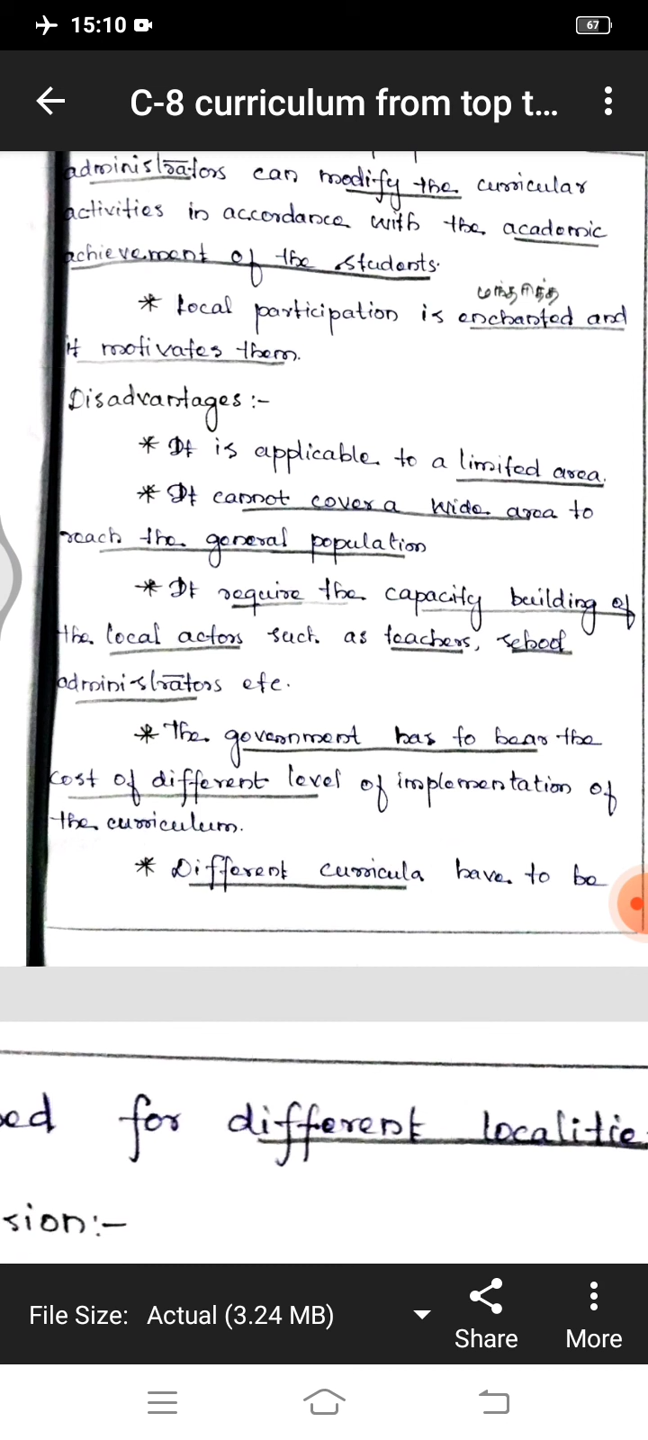 15:10
67
C-8 curriculum from top t...
administrators can modify the curricular
activities in accordance with the academic
achievement of the students.
* Local participation is enchanted and
it motivates them.
Disadvantages :-
* It is applicable to a limited area.
* It cannot cover a wide area to
reach the general population
* It require the capacity building of
the local actors such as teachers, school
administrators etc.
* The government has to bear the
cost of different level of implementation of
the curriculum.
* Different curricula have to be
ed for different localitie
sion:-
File Size: Actual (3.24 MB)
Share
More